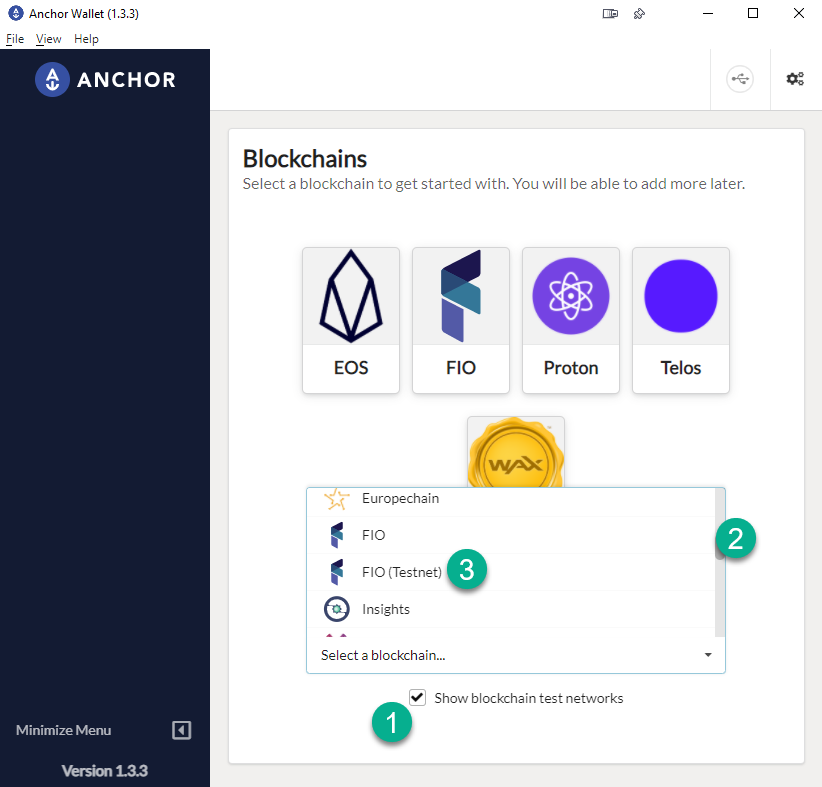 Anchor Wallet (1.3.3)
File View Help
ANCHOR
Blockchains
Select a blockchain to get started with. You will be able to add more later.
EOS FIO Proton Telos
WAX
Europechain
FIO
2
FIO (Testnet) 3
Insights
Select a blockchain...
Show blockchain test networks
1
Minimize Menu
Version 1.3.3